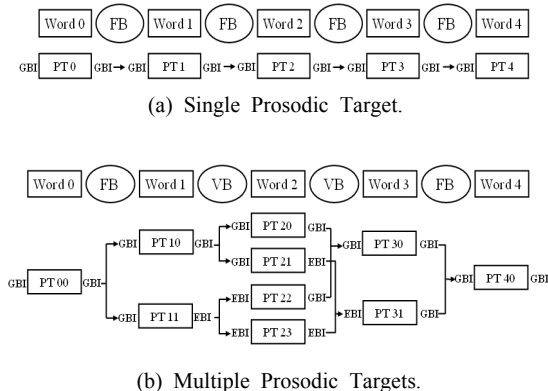 Word 0 FB Word 1 FB Word 2 FB Word 3 FB Word 4
GBI PT 0 GBI GBI PT 1 GBI GBI PT 2 GBI GBI PT 3 GBI GBI PT 4
(a) Single Prosodic Target.
Word 0 FB Word 1 VB Word 2 VB Word 3 FB Word 4
GBI PT 20 GBI
GBI PT 10 GBI GBI PT 30 GBI
GBI PT 21 EBI
GBI PT 00 GBI GBI PT 40 GBI
EBI PT 22 GBI
GBI PT 11 EBI EBI PT 31 GBI
EBI PT 23 EBI
(b) Multiple Prosodic Targets.